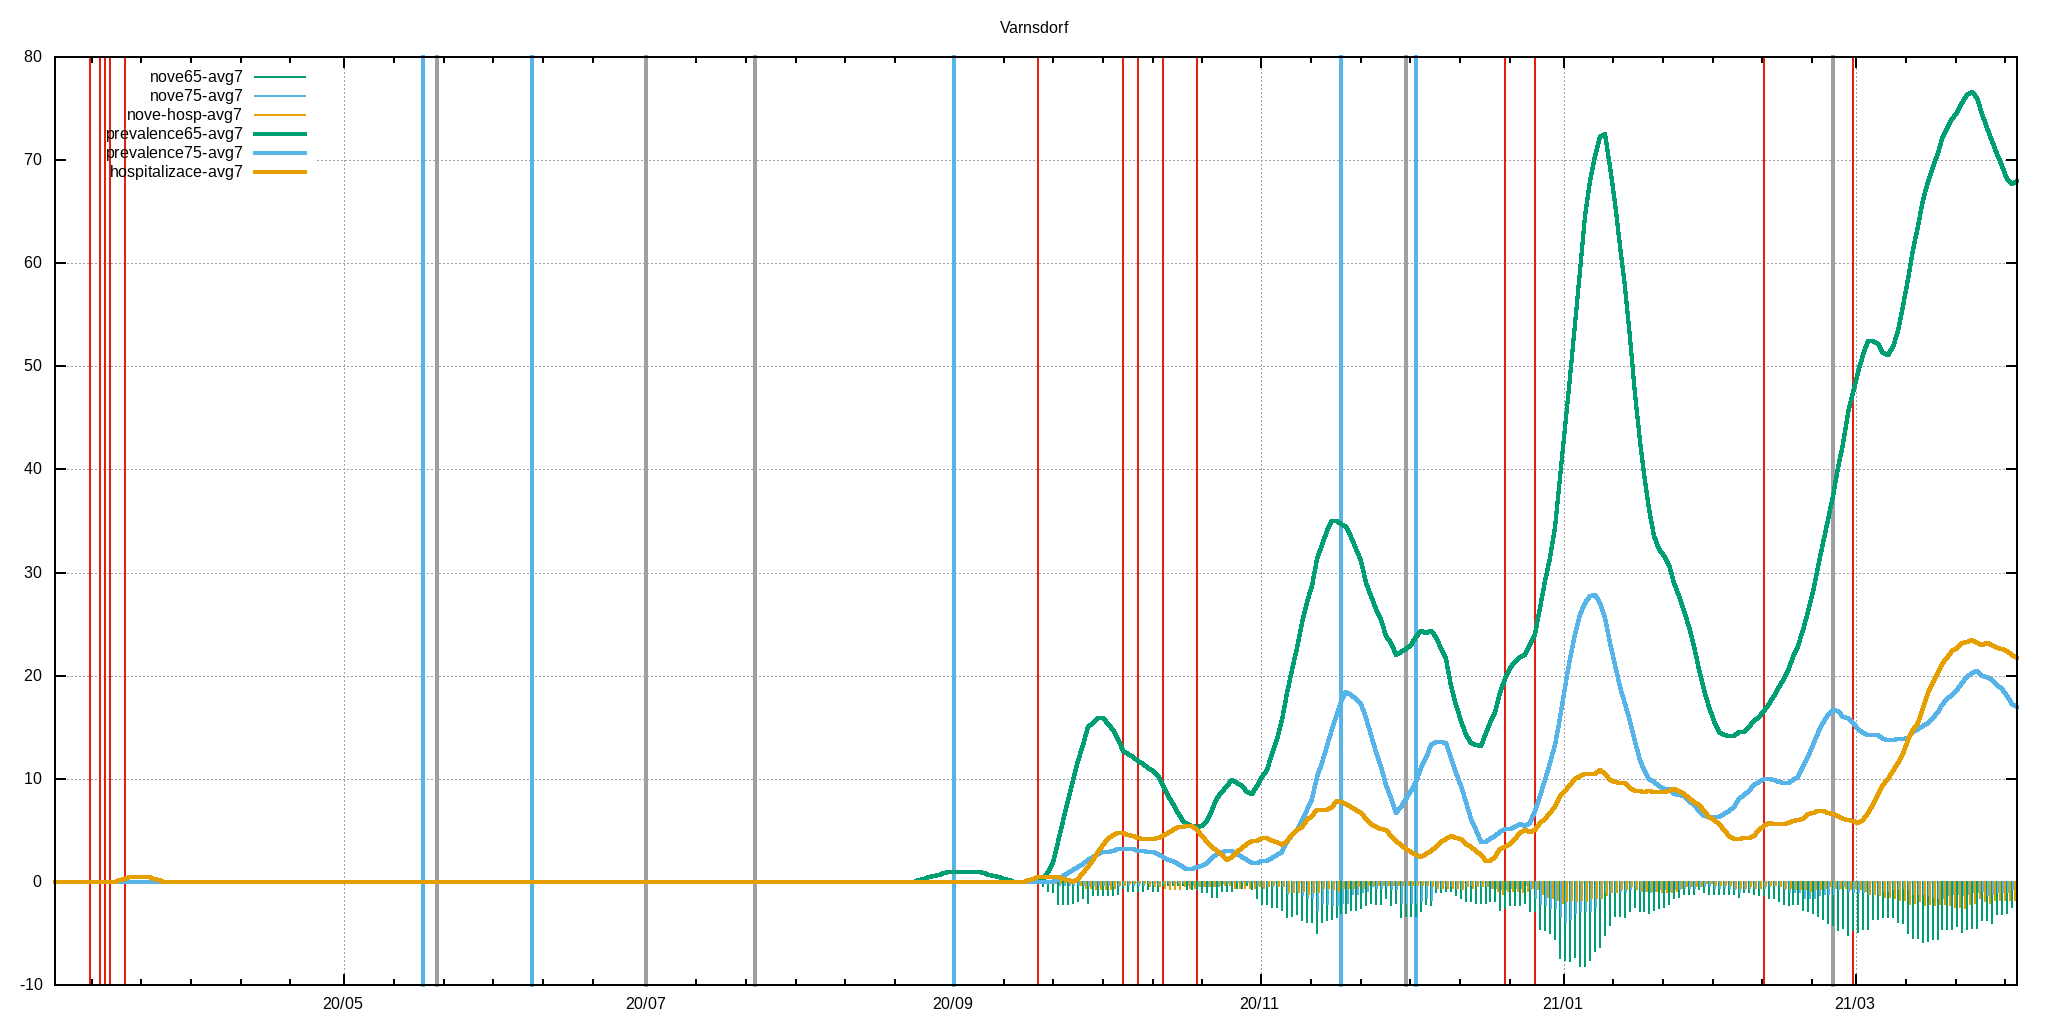 Varnsdorf
80
70
60
50
40
30
20
10
0
-10
nove65-avg7
nove75-avg7
nove-hosp-avg7
prevalence65-avg7
prevalence75-avg7
hospitalizace-avg7
20/05 20/07 20/09 20/11 21/01 21/03